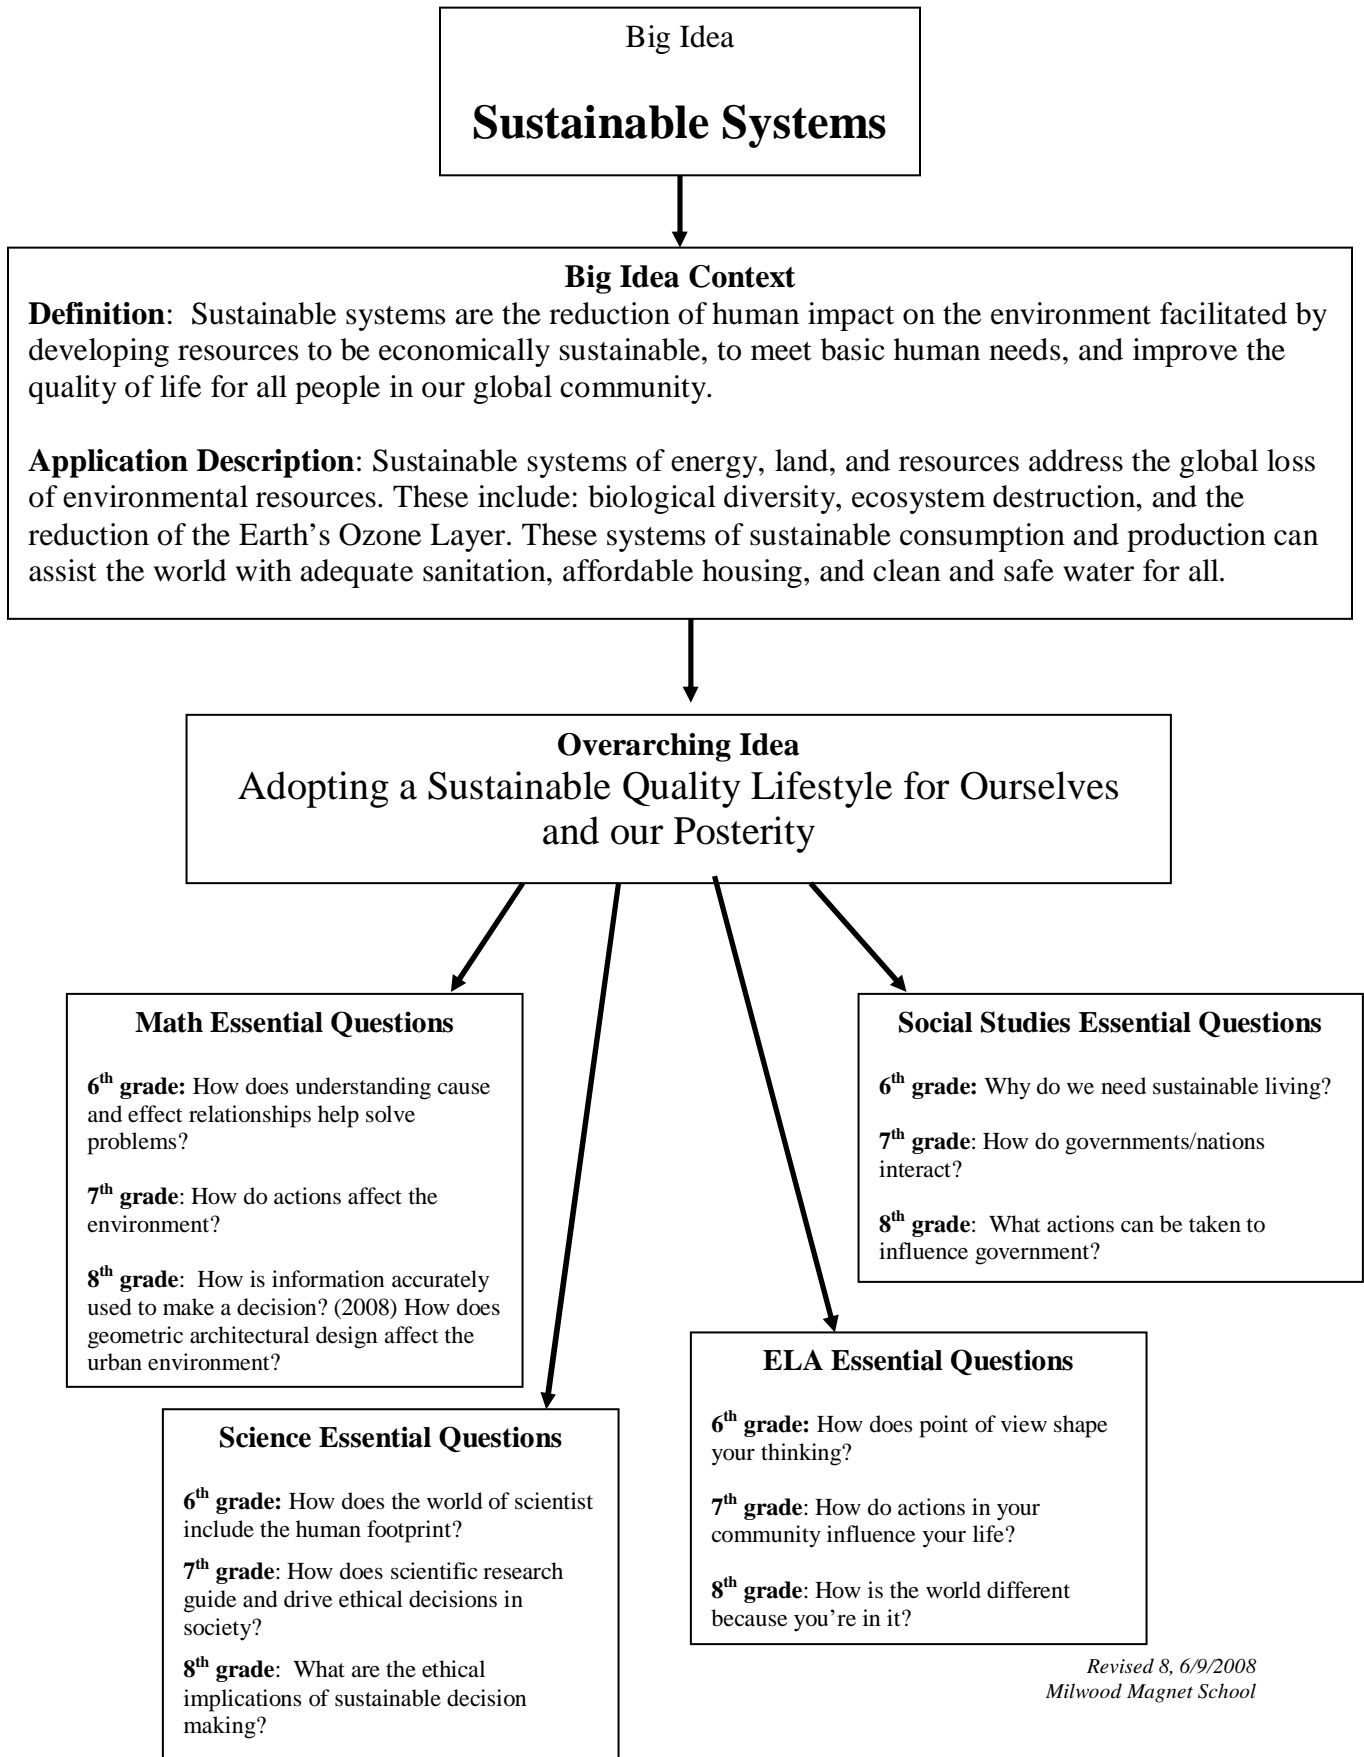 Big Idea
Sustainable Systems
Big Idea Context
Definition: Sustainable systems are the reduction of human impact on the environment facilitated by
developing resources to be economically sustainable, to meet basic human needs, and improve the
quality of life for all people in our global community.
Application Description: Sustainable systems of energy, land, and resources address the global loss
of environmental resources. These include: biological diversity, ecosystem destruction, and the
reduction of the Earth’s Ozone Layer. These systems of sustainable consumption and production can
assist the world with adequate sanitation, affordable housing, and clean and safe water for all.
Overarching Idea
Adopting a Sustainable Quality Lifestyle for Ourselves
and our Posterity
Math Essential Questions
6th grade: How does understanding cause
and effect relationships help solve
problems?
7th grade: How do actions affect the
environment?
8th grade: How is information accurately
used to make a decision? (2008) How does
geometric architectural design affect the
urban environment?
Social Studies Essential Questions
6th grade: Why do we need sustainable living?
7th grade: How do governments/nations
interact?
8th grade: What actions can be taken to
influence government?
Science Essential Questions
6th grade: How does the world of scientist
include the human footprint?
7th grade: How does scientific research
guide and drive ethical decisions in
society?
8th grade: What are the ethical
implications of sustainable decision
making?
ELA Essential Questions
6th grade: How does point of view shape
your thinking?
7th grade: How do actions in your
community influence your life?
8th grade: How is the world different
because you’re in it?
Revised 8, 6/9/2008
Milwood Magnet School